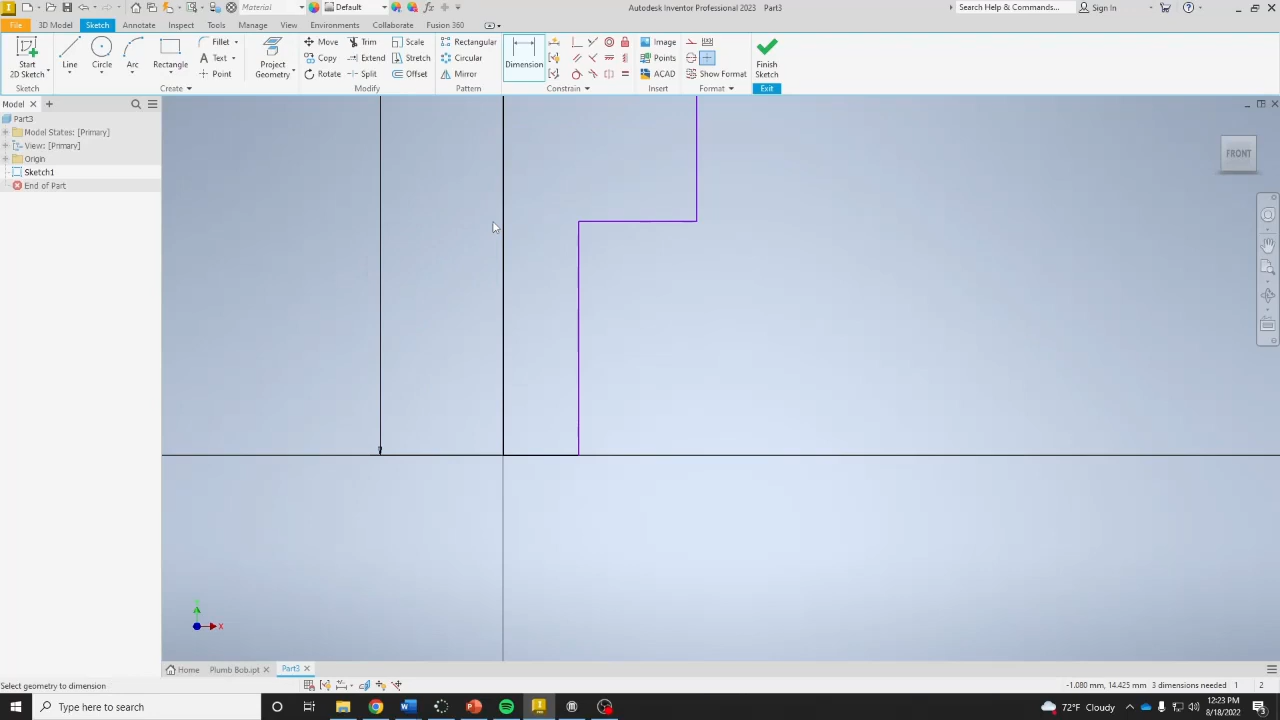 Material
Default
Autodesk Inventor Professional 2023 Part3
Search Help & Commands...
Sign In
File
3D Model
Sketch
Annotate
Inspect
Tools
Manage
View
Environments
Get Started
Collaborate
Fusion 360
Start
2D Sketch
Line
Circle
Arc
Rectangle
Fillet
Text
Point
Project
Geometry
Move
Copy
Rotate
Trim
Extend
Split
Scale
Stretch
Offset
Rectangular
Circular
Mirror
Dimension
Image
Points
ACAD
Show Format
Finish
Sketch
Sketch
Create
Modify
Pattern
Constrain
Insert
Format
Exit
Model
Part3
Model States: [Primary]
View: [Primary]
Origin
Sketch1
End of Part
FRONT
X
Home
Plumb Bob.ipt
Part3
Select geometry to dimension
-1.080 mm, 14.425 mm 3 dimensions needed 1 2
Type here to search
72°F Cloudy
12:23 PM
8/18/2022